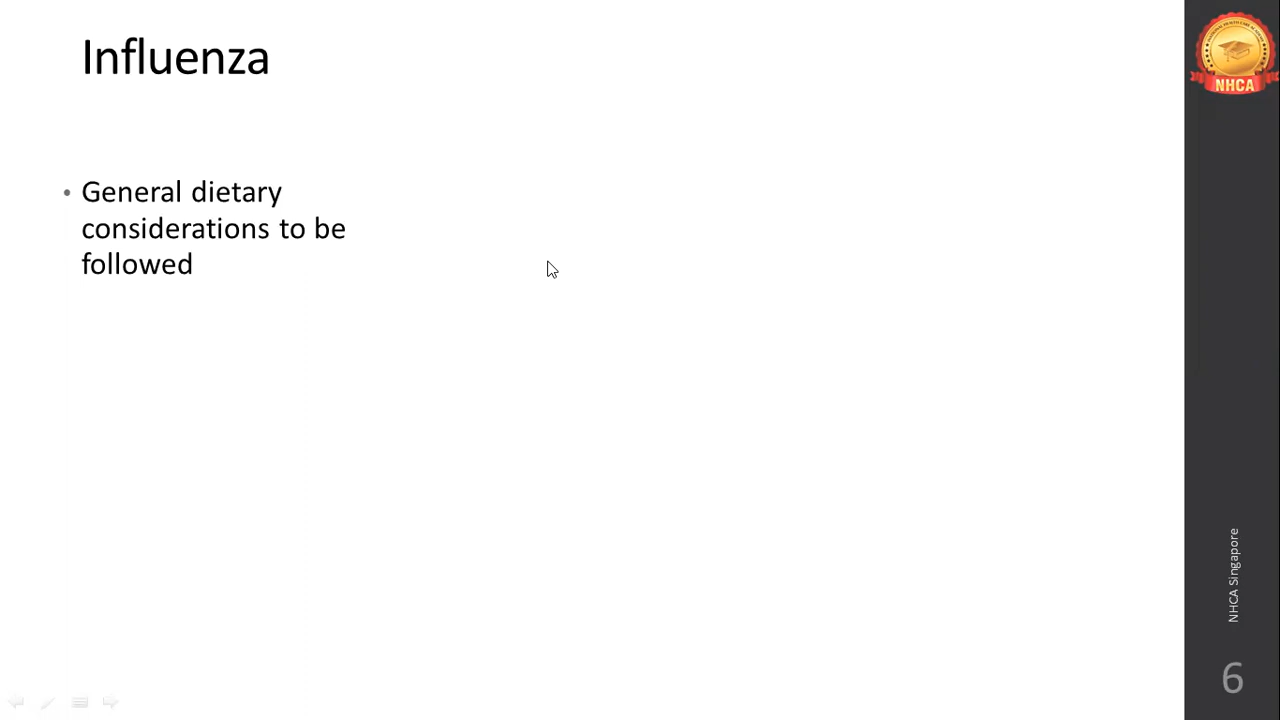 Influenza
• General dietary
considerations to be
followed
NHCA
NHCA Singapore
6